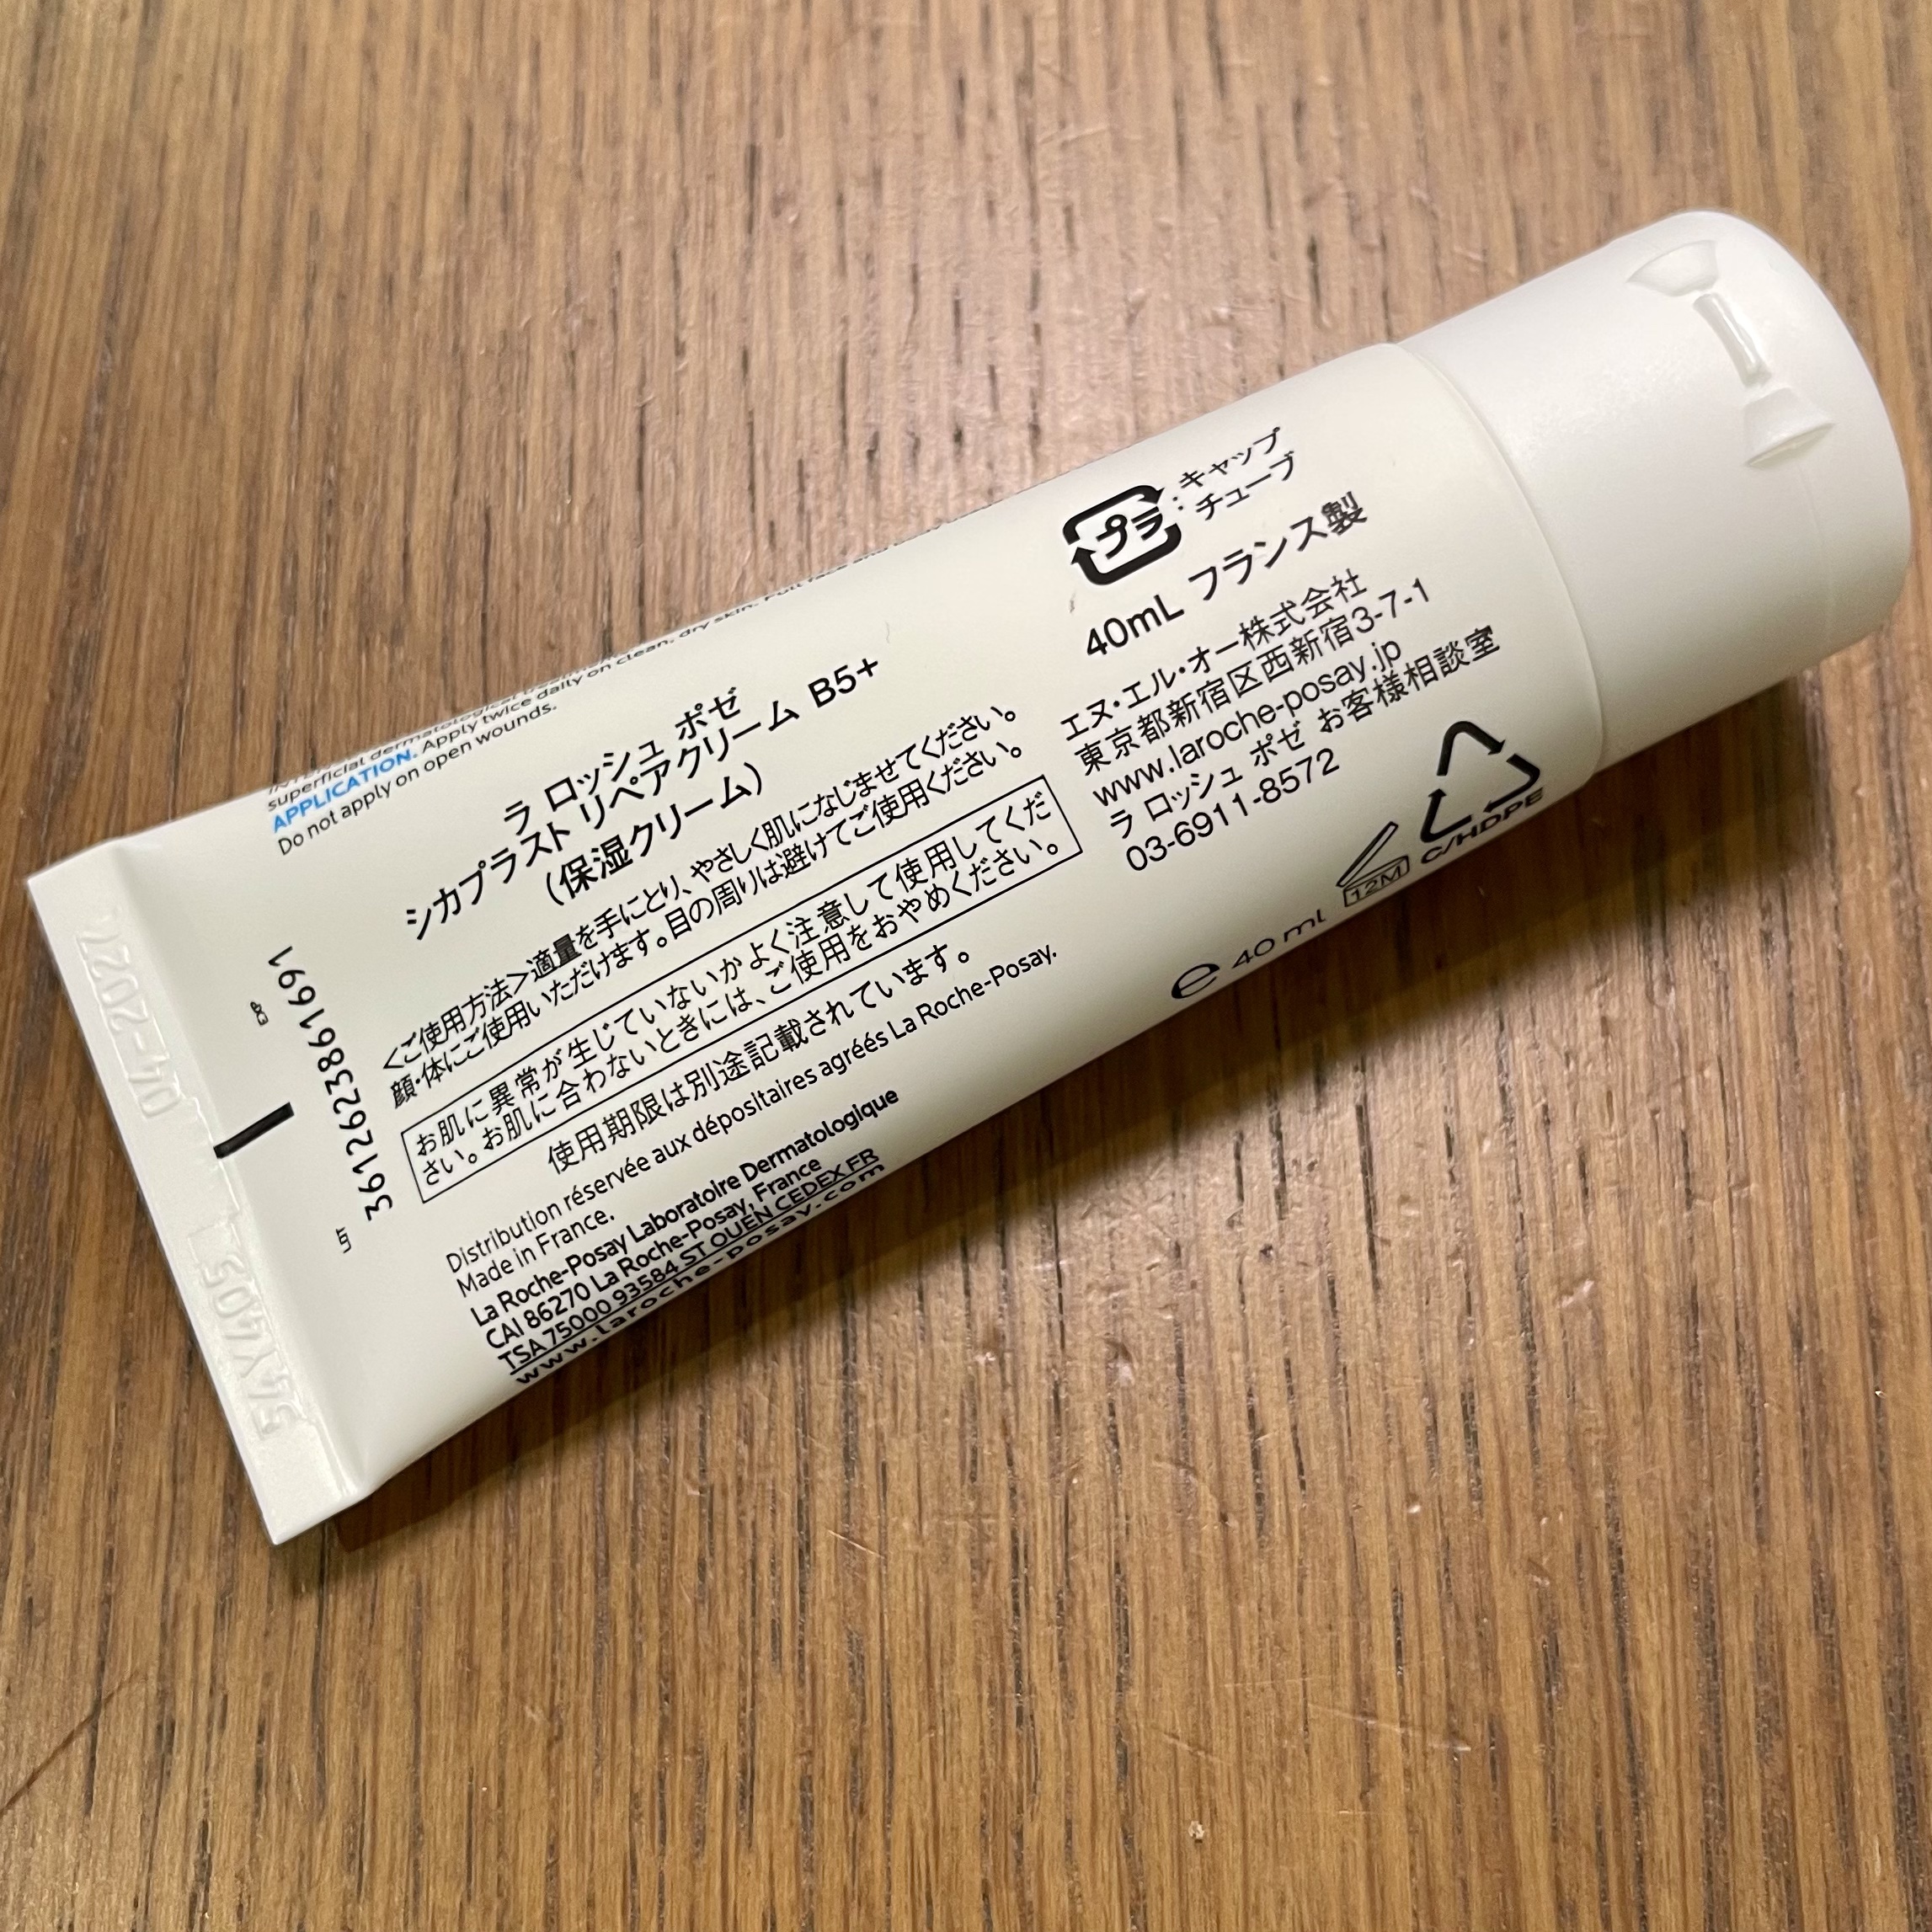 superficial dermatological
APPLICATION. Apply twice daily on clean, dry skin.
Do not apply on open wounds.
ラ ロッシュ ポゼ
シカプラスト リペアクリーム B5+
(保湿クリーム)
<ご使用方法>適量を手にとり、やさしく肌になじませてください。
顔・体にご使用いただけます。目の周りは避けてご使用ください。
お肌に異常が生じていないかよく注意して使用してくだ
さい。お肌に合わないときには、ご使用をおやめください。
使用期限は別途記載されています。
Distribution réservée aux dépositaires agréés La Roche-Posay.
Made in France.
La Roche-Posay Laboratoire Dermatologique
CAI 86270 La Roche-Posay, France
TSA 75000 93584 ST OUEN CEDEX FR
www.laroche-posay.com
プラ : キャップ
チューブ
40mL フランス製
エヌ・エル・オー株式会社
東京都新宿区西新宿3-7-1
www.laroche-posay.jp
ラ ロッシュ ポゼ お客様相談室
03-6911-8572
e 40 ml 12M C/HDPE
3612623861691
04-2027
54Y405